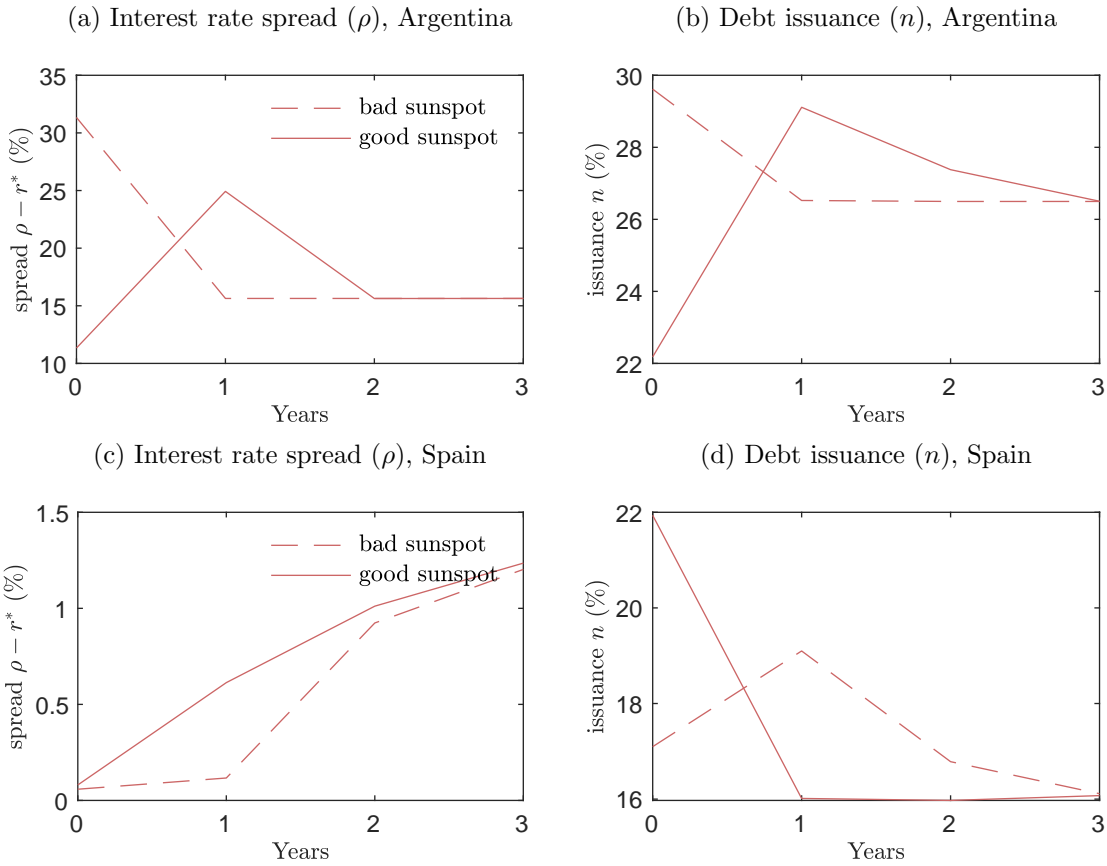 (a) Interest rate spread (ρ), Argentina
35
30
25
20
15
10
spread ρ − r* (%)
bad sunspot
good sunspot
0 1 2 3
Years
(b) Debt issuance (n), Argentina
30
28
26
24
22
issuance n (%)
0 1 2 3
Years
(c) Interest rate spread (ρ), Spain
1.5
1
0.5
0
spread ρ − r* (%)
bad sunspot
good sunspot
0 1 2 3
Years
(d) Debt issuance (n), Spain
22
20
18
16
issuance n (%)
0 1 2 3
Years